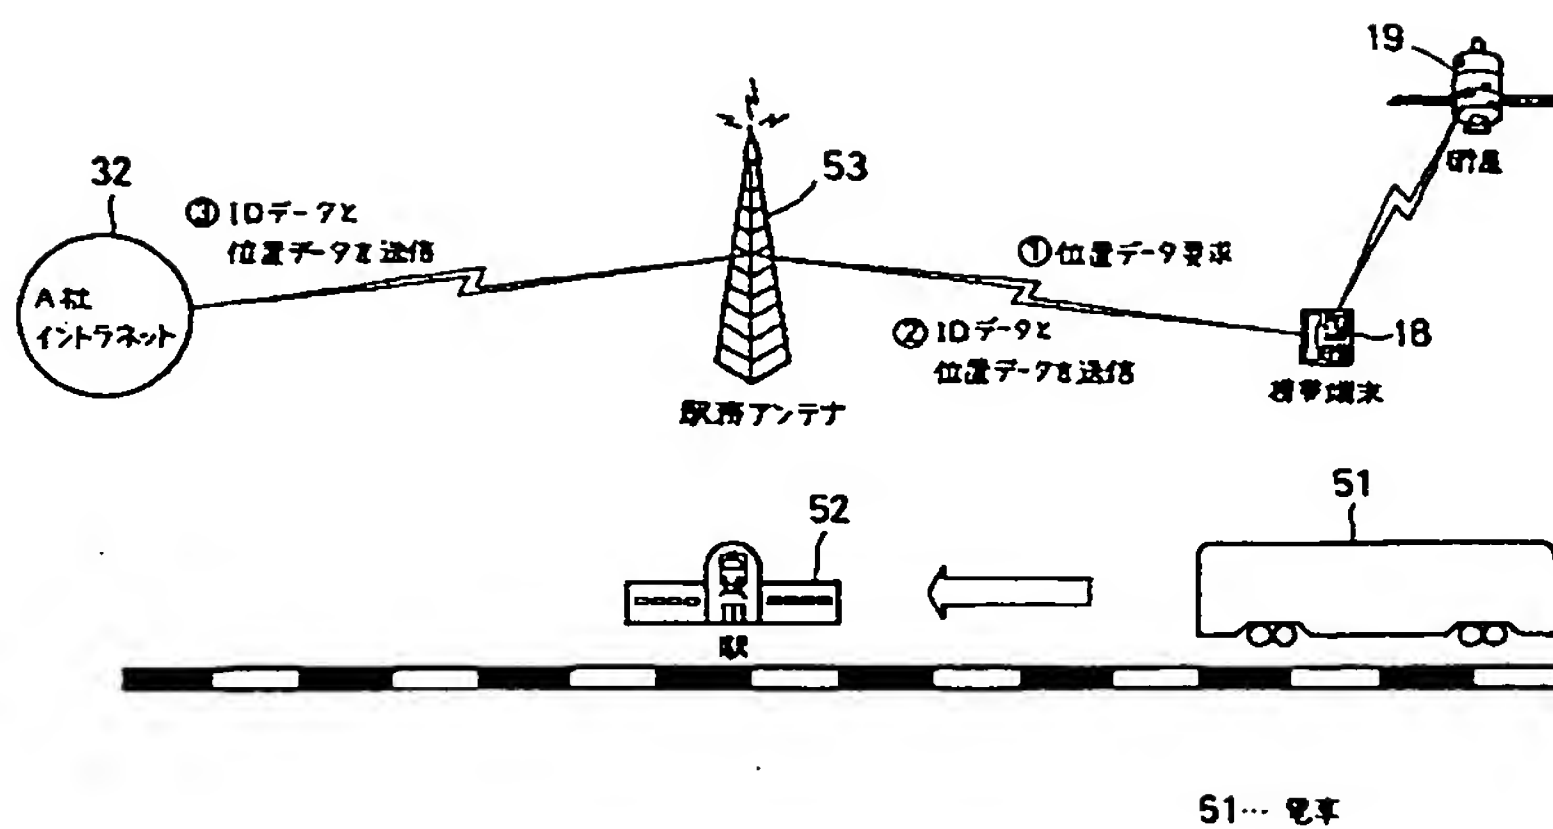 19
衛星
32
53
③IDデータと
位置データを送信
①位置データ要求
A社
イントラネット
②IDデータと
位置データを送信
18
携帯端末
駅務アンテナ
51
52
駅
51… 電車